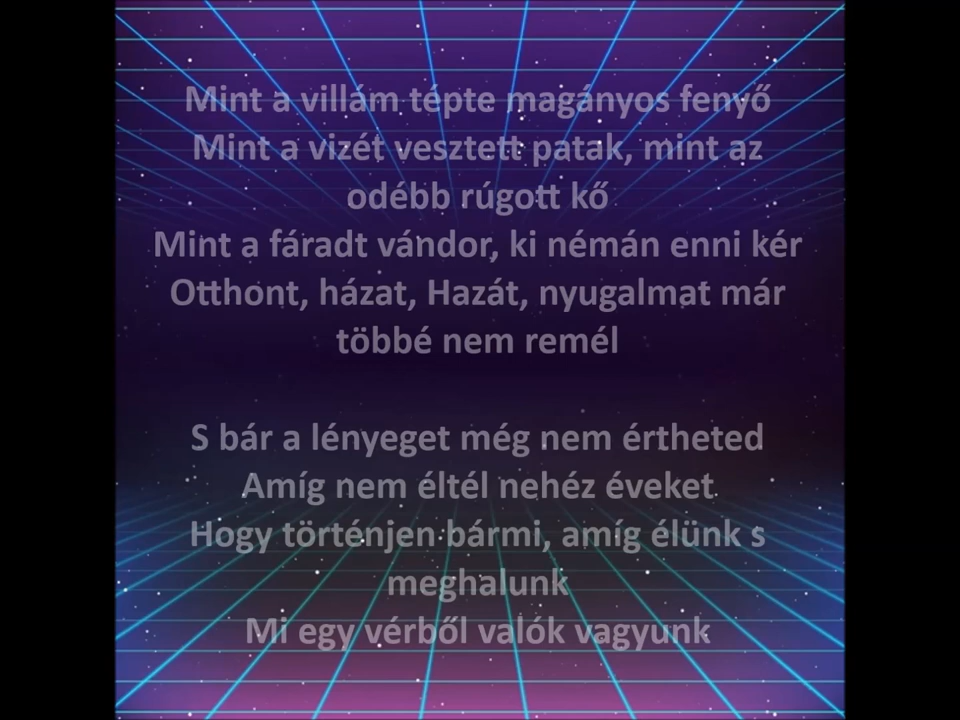 Mint a villám tépte magányos fenyő
Mint a vizét vesztett patak, mint az
odébb rúgott kő
Mint a fáradt vándor, ki némán enni kér
Otthont, házat, Hazát, nyugalmat már
többé nem remél
S bár a lényeget még nem értheted
Amíg nem éltél nehéz éveket
Hogy történjen bármi, amíg élünk s
meghalunk
Mi egy vérből valók vagyunk